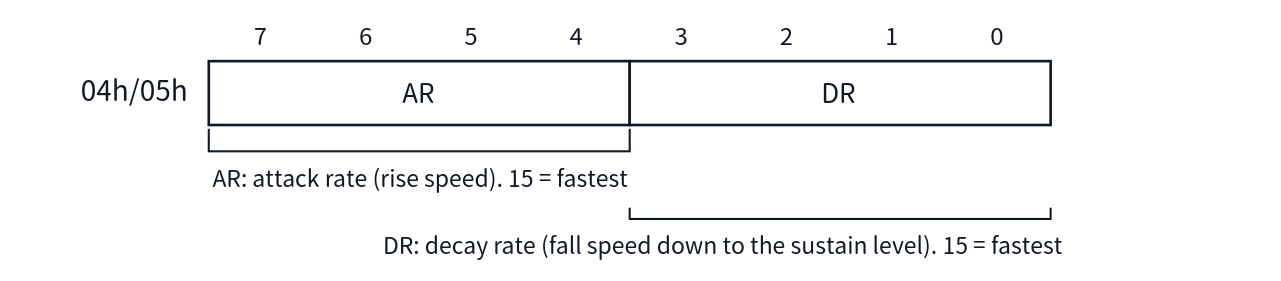 7 6 5 4 3 2 1 0
04h/05h AR DR
AR: attack rate (rise speed). 15 = fastest
DR: decay rate (fall speed down to the sustain level). 15 = fastest